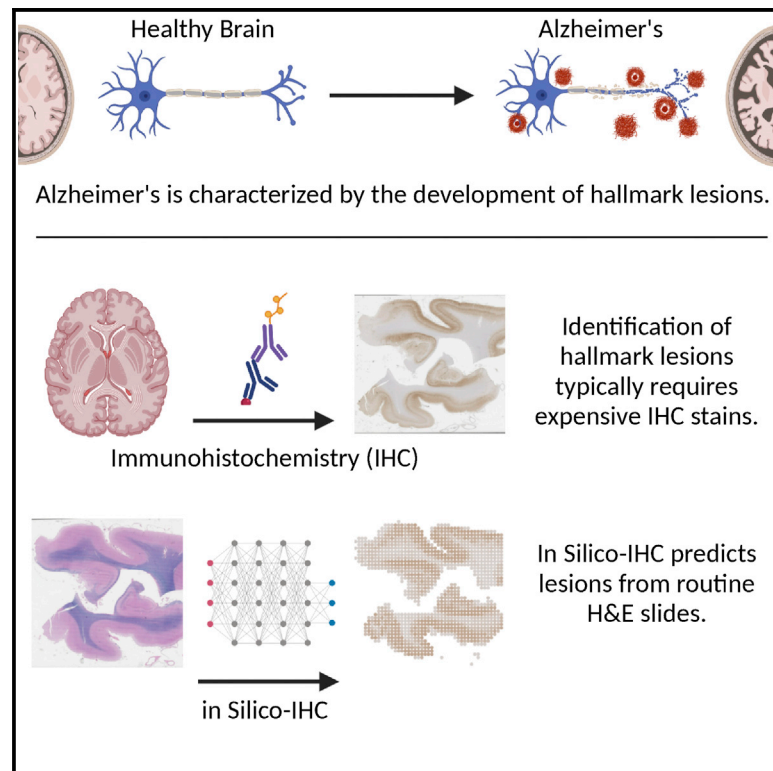 Healthy Brain
Alzheimer's
Alzheimer's is characterized by the development of hallmark lesions.
Identification of
hallmark lesions
typically requires
expensive IHC stains.
Immunohistochemistry (IHC)
In Silico-IHC predicts
lesions from routine
H&E slides.
in Silico-IHC